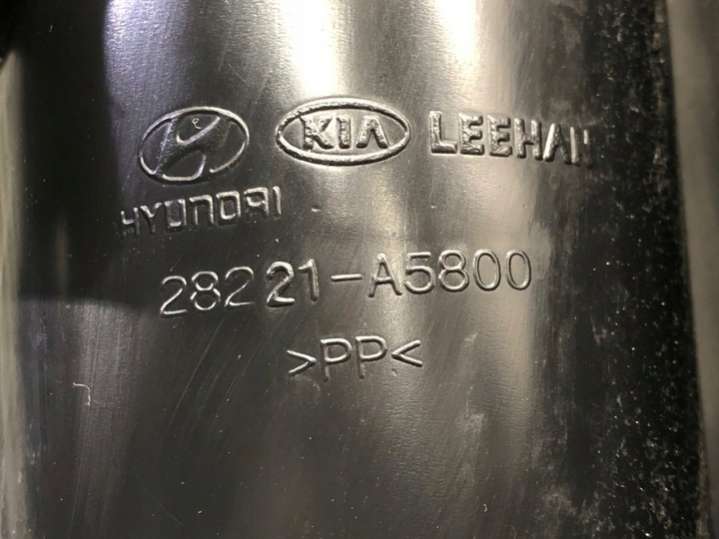 KIA LEEHAN
HYUNDAI
28221-A5800
>PP<